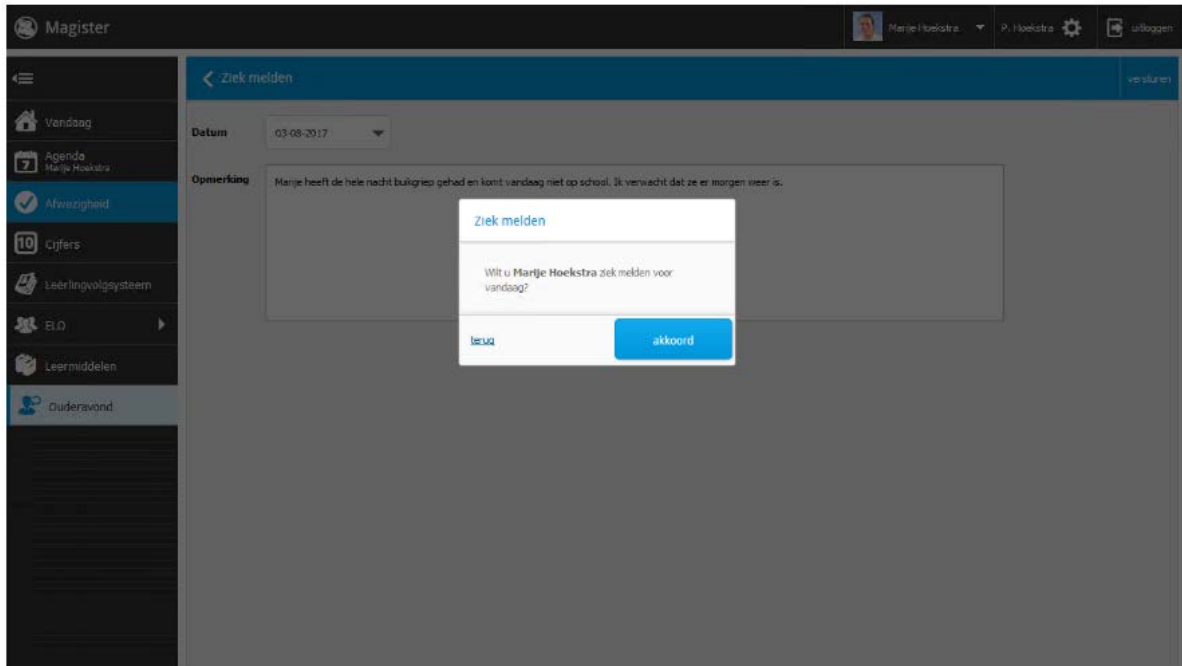 Magister
Marije Hoekstra
P. Hoekstra
uitloggen
Ziek melden
versturen
Vandaag
7
Agenda
Marije Hoekstra
Afwezigheid
10
Cijfers
Leerlingvolgsysteem
ELO
Leermiddelen
Ouderavond
Datum
03-08-2017
Opmerking
Marije heeft de hele nacht buikgriep gehad en komt vandaag niet op school. Ik verwacht dat ze er morgen weer is.
Ziek melden
Wilt u Marije Hoekstra ziek melden voor
vandaag?
terug
akkoord